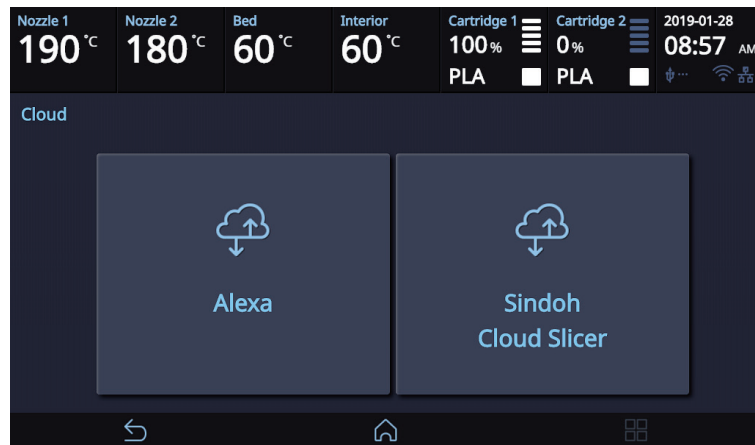 Nozzle 1
190 °C
Nozzle 2
180 °C
Bed
60 °C
Interior
60 °C
Cartridge 1
100 %
PLA
Cartridge 2
0 %
PLA
2019-01-28
08:57 AM
Cloud
Alexa
Sindoh
Cloud Slicer